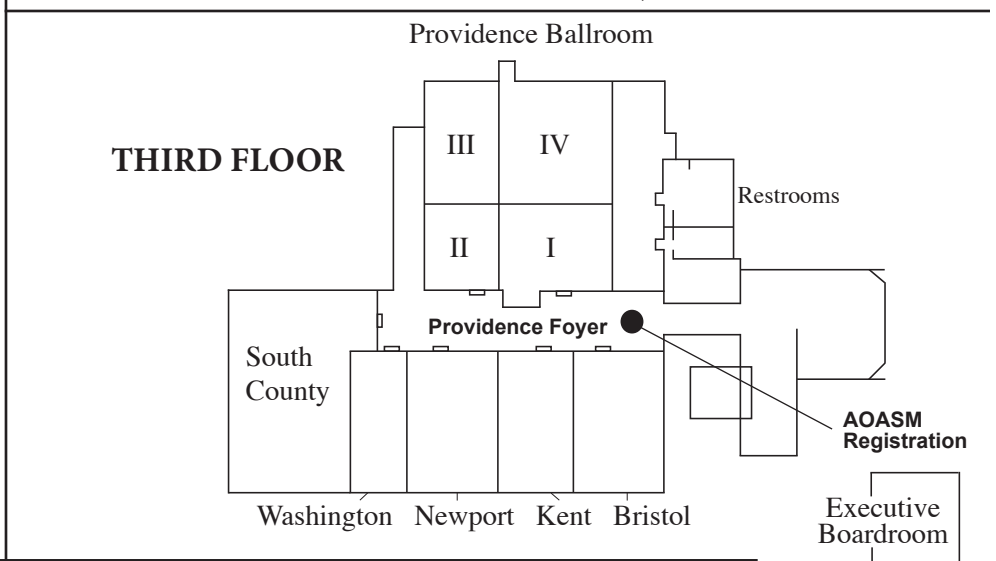 Providence Ballroom
THIRD FLOOR
III
IV
Restrooms
II
I
Providence Foyer
South
County
AOASM
Registration
Washington
Newport
Kent
Bristol
Executive
Boardroom